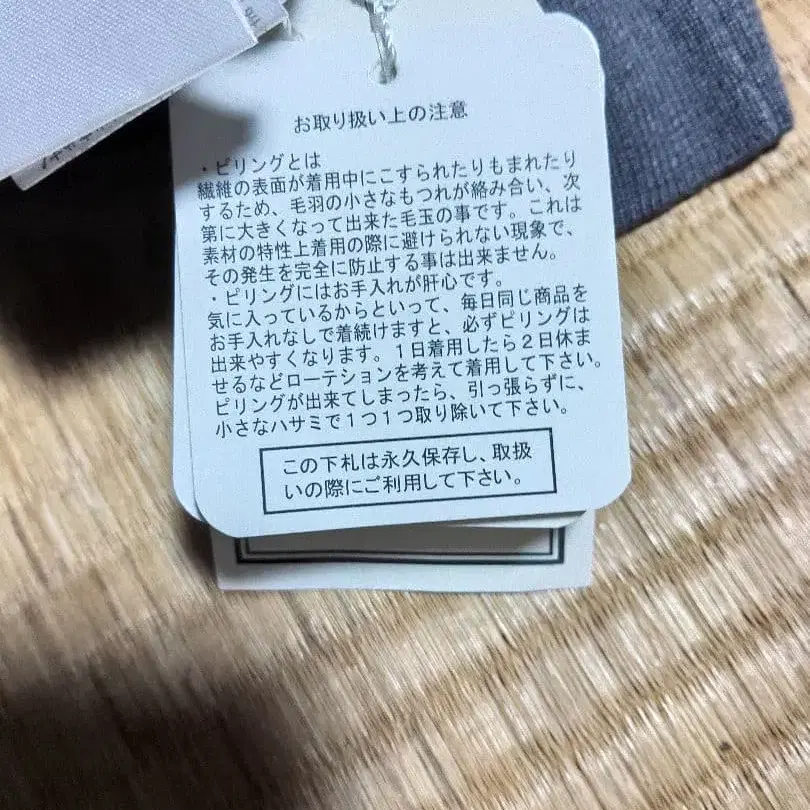 お取り扱い上の注意
・ピリングとは
繊維の表面が着用中にこすられたりもまれたり
するため、毛羽の小さなもつれが絡み合い、次
第に大きくなって出来た毛玉の事です。これは
素材の特性上着用の際に避けられない現象で、
その発生を完全に防止する事は出来ません。
・ピリングにはお手入れが肝心です。
気に入っているからといって、毎日同じ商品を
お手入れなしで着続けますと、必ずピリングは
出来やすくなります。1日着用したら2日休ま
せるなどローテションを考えて着用して下さい。
ピリングが出来てしまったら、引っ張らずに、
小さなハサミで1つ1つ取り除いて下さい。
この下札は永久保存し、取扱
いの際にご利用して下さい。